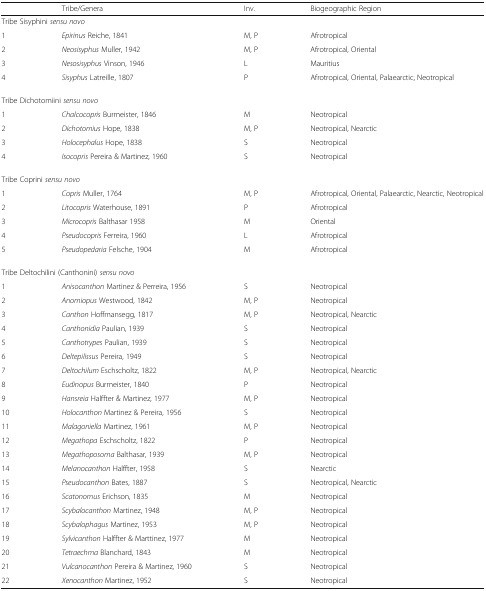 Tribe/Genera Inv. Biogeographic Region
Tribe Sisyphini sensu novo
1 Epirinus Reiche, 1841 M, P Afrotropical
2 Neosisyphus Muller, 1942 M, P Afrotropical, Oriental
3 Nesosisyphus Vinson, 1946 L Mauritius
4 Sisyphus Latreille, 1807 P Afrotropical, Oriental, Palaearctic, Neotropical
Tribe Dichotomiini sensu novo
1 Chalcocopris Burmeister, 1846 M Neotropical
2 Dichotomius Hope, 1838 M, P Neotropical, Nearctic
3 Holocephalus Hope, 1838 S Neotropical
4 Isocopris Pereira & Martinez, 1960 S Neotropical
Tribe Coprini sensu novo
1 Copris Muller, 1764 M, P Afrotropical, Oriental, Palaearctic, Nearctic, Neotropical
2 Litocopris Waterhouse, 1891 P Afrotropical
3 Microcopris Balthasar 1958 M Oriental
4 Pseudocopris Ferreira, 1960 L Afrotropical
5 Pseudopedaria Felsche, 1904 M Afrotropical
Tribe Deltochilini (Canthonini) sensu novo
1 Anisocanthon Martinez & Perreira, 1956 S Neotropical
2 Anomiopus Westwood, 1842 M, P Neotropical
3 Canthon Hoffmansegg, 1817 M, P Neotropical, Nearctic
4 Canthonidia Paulian, 1939 S Neotropical
5 Canthotrypes Paulian, 1939 S Neotropical
6 Deltepilissus Pereira, 1949 S Neotropical
7 Deltochilum Eschscholtz, 1822 M, P Neotropical, Nearctic
8 Eudinopus Burmeister, 1840 P Neotropical
9 Hansreia Halffter & Martinez, 1977 M, P Neotropical
10 Holocanthon Martinez & Pereira, 1956 S Neotropical
11 Malagoniella Martinez, 1961 M, P Neotropical
12 Megathopa Eschscholtz, 1822 P Neotropical
13 Megathoposoma Balthasar, 1939 M, P Neotropical
14 Melanocanthon Halffter, 1958 S Nearctic
15 Pseudocanthon Bates, 1887 S Neotropical, Nearctic
16 Scatonomus Erichson, 1835 M Neotropical
17 Scybalocanthon Martinez, 1948 M, P Neotropical
18 Scybalophagus Martinez, 1953 M, P Neotropical
19 Sylvicanthon Halffter & Marttinez, 1977 M Neotropical
20 Tetraechma Blanchard, 1843 M Neotropical
21 Vulcanocanthon Pereira & Martinez, 1960 S Neotropical
22 Xenocanthon Martinez, 1952 S Neotropical